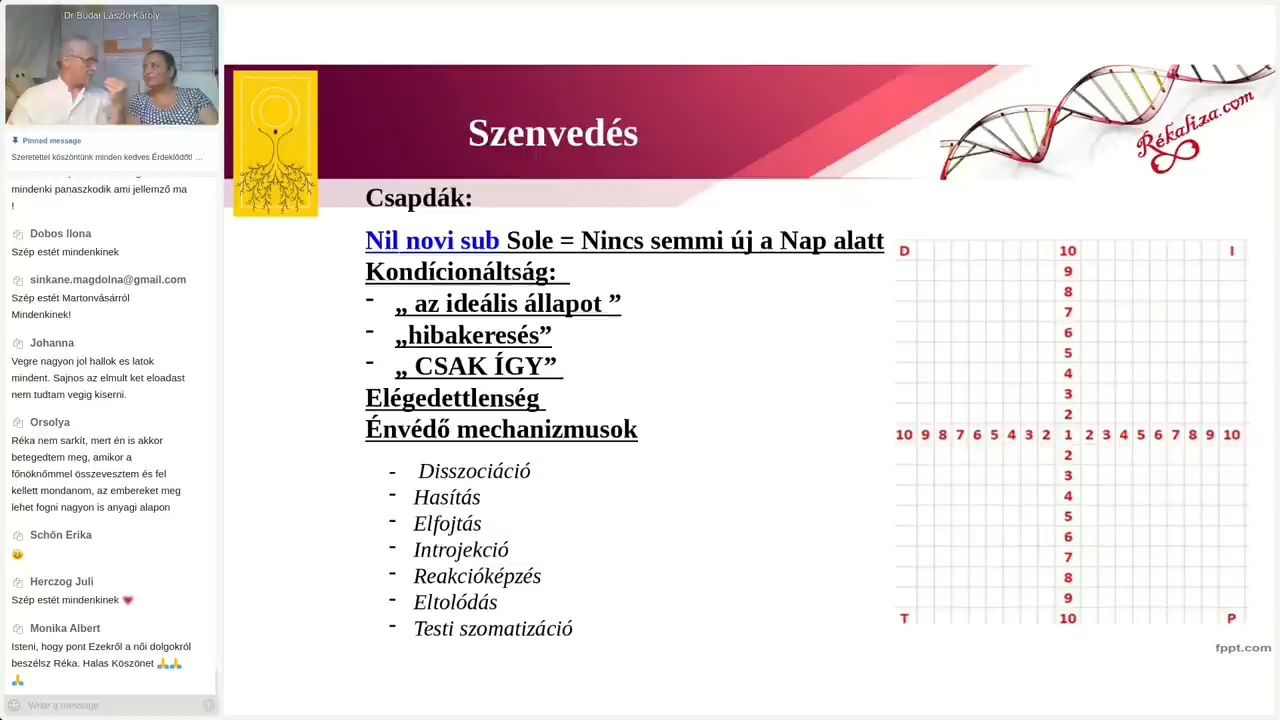 Dr Budai László Károly
Pinned message
Szeretettel köszöntünk minden kedves Érdeklődőt! ...
mindenki panaszkodik ami jellemző ma
!
Dobos Ilona
Szép estét mindenkinek
sinkane.magdolna@gmail.com
Szép estét Martonvásárról
Mindenkinek!
Johanna
Vegre nagyon jol hallok es latok
mindent. Sajnos az elmult ket eloadast
nem tudtam vegig kiserni.
Orsolya
Réka nem sarkít, mert én is akkor
betegedtem meg, amikor a
főnöknőmmel összevesztem és fel
kellett mondanom, az embereket meg
lehet fogni nagyon is anyagi alapon
Schőn Erika
😄
Herczog Juli
Szép estét mindenkinek 💗
Monika Albert
Isteni, hogy pont Ezekről a női dolgokról
beszélsz Réka. Halas Köszönet 🙏🙏
🙏
Write a message
Szenvedés
Rékaliza.com
Csapdák:
Nil novi sub Sole = Nincs semmi új a Nap alatt
Kondícionáltság:
- „ az ideális állapot ”
- „hibakeresés”
- „ CSAK ÍGY”
Elégedettlenség
Énvédő mechanizmusok
- Disszociáció
- Hasítás
- Elfojtás
- Introjekció
- Reakcióképzés
- Eltolódás
- Testi szomatizáció
D 10 I
9
8
7
6
5
4
3
2
10 9 8 7 6 5 4 3 2 1 2 3 4 5 6 7 8 9 10
2
3
4
5
6
7
8
9
T 10 P
fppt.com